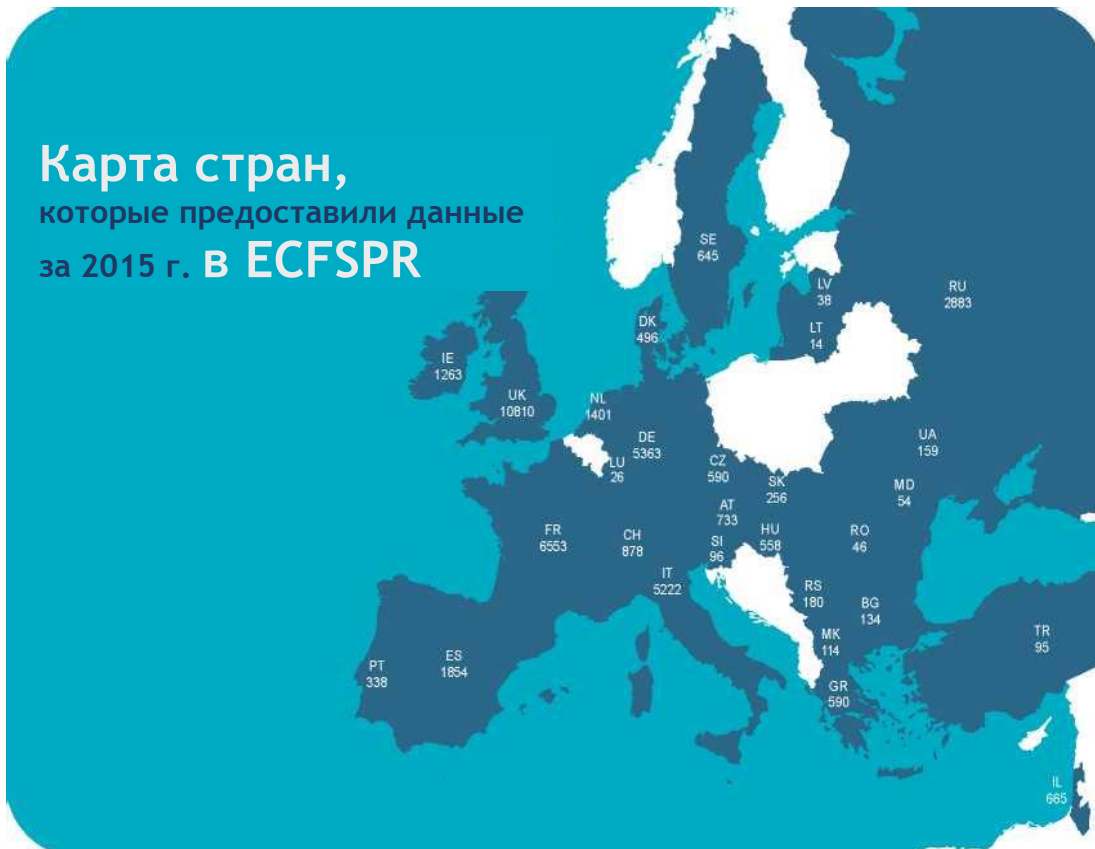 Карта стран,
которые предоставили данные
за 2015 г. в ECFSPR
SE
645
LV
38
RU
2883
DK
496
LT
14
IE
1263
UK
10810
NL
1401
DE
5363
UA
159
LU
26
CZ
590
SK
256
MD
54
AT
733
FR
6553
CH
878
SI
96
HU
558
RO
46
IT
5222
RS
180
BG
134
MK
114
TR
95
PT
338
ES
1854
GR
590
IL
665